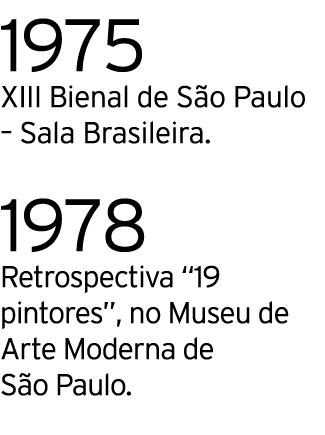 1975
XIII Bienal de São Paulo
– Sala Brasileira.
1978
Retrospectiva “19
pintores”, no Museu de
Arte Moderna de
São Paulo.